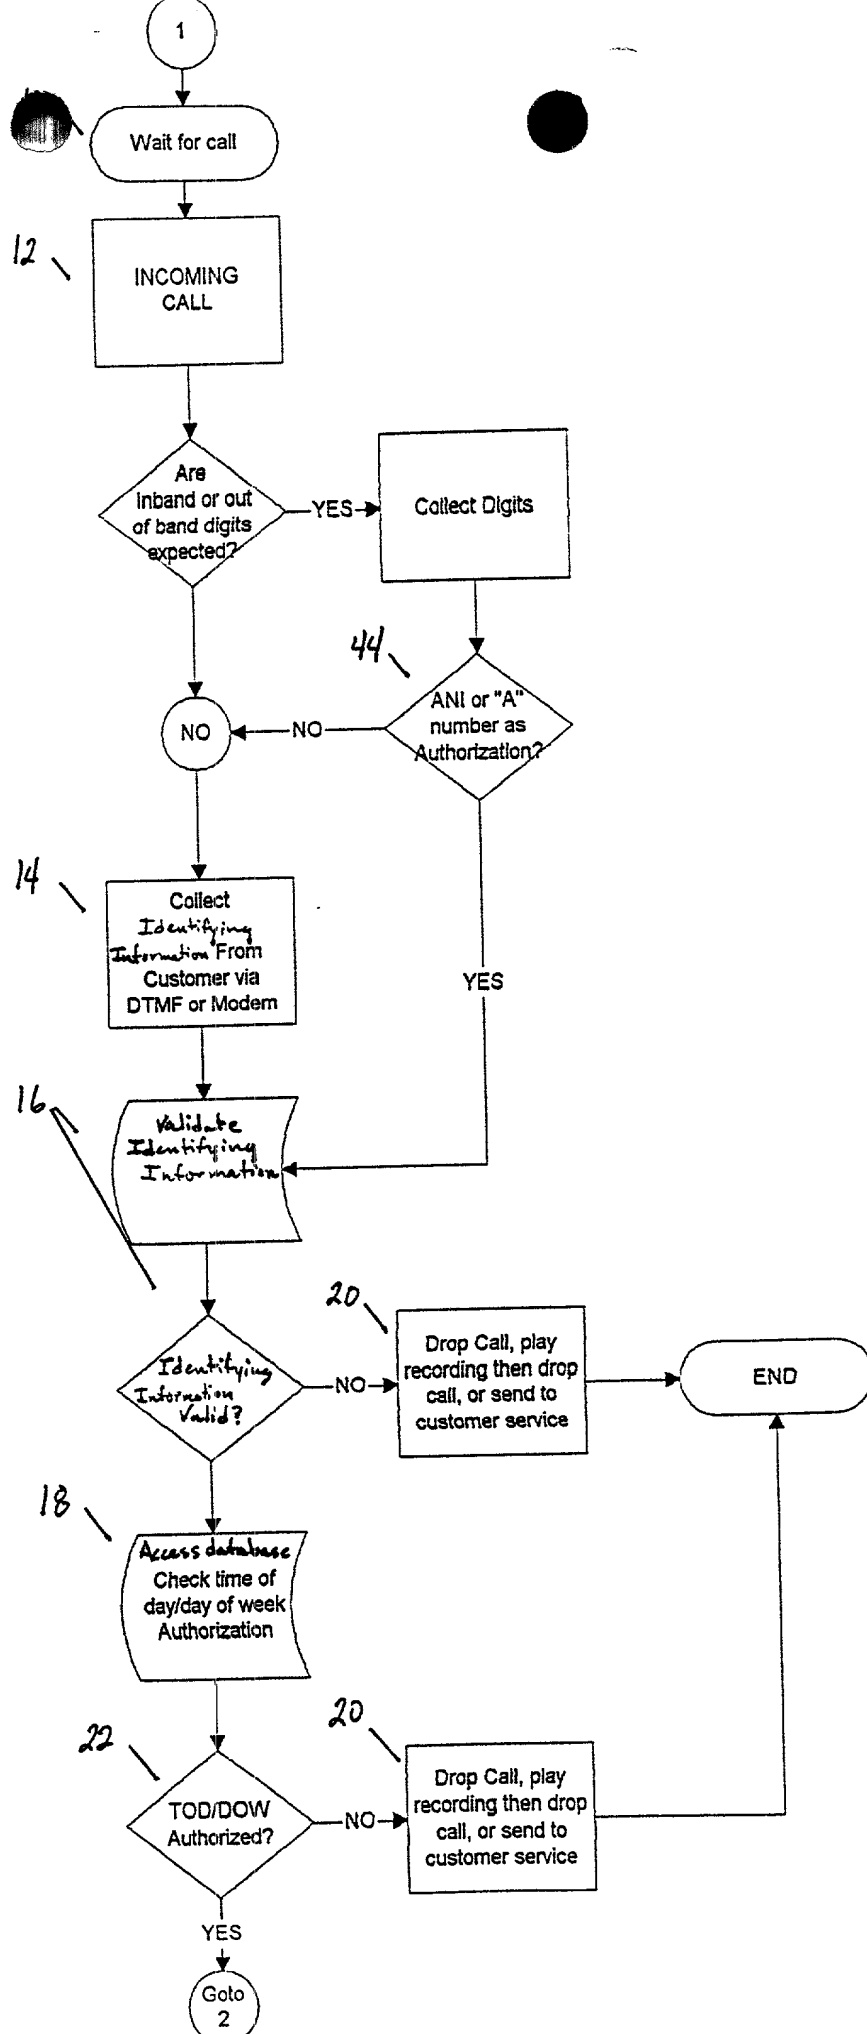 1
Wait for call
12
INCOMING
CALL
Are
inband or out
of band digits
expected?
YES
Collect Digits
44
ANI or "A"
number as
Authorization?
NO
NO
14
Collect
Identifying
Information From
Customer via
DTMF or Modem
YES
16
Validate
Identifying
Information
Identifying
Information
Valid?
NO
20
Drop Call, play
recording then drop
call, or send to
customer service
END
18
Access database
Check time of
day/day of week
Authorization
22
TOD/DOW
Authorized?
NO
20
Drop Call, play
recording then drop
call, or send to
customer service
YES
Goto
2